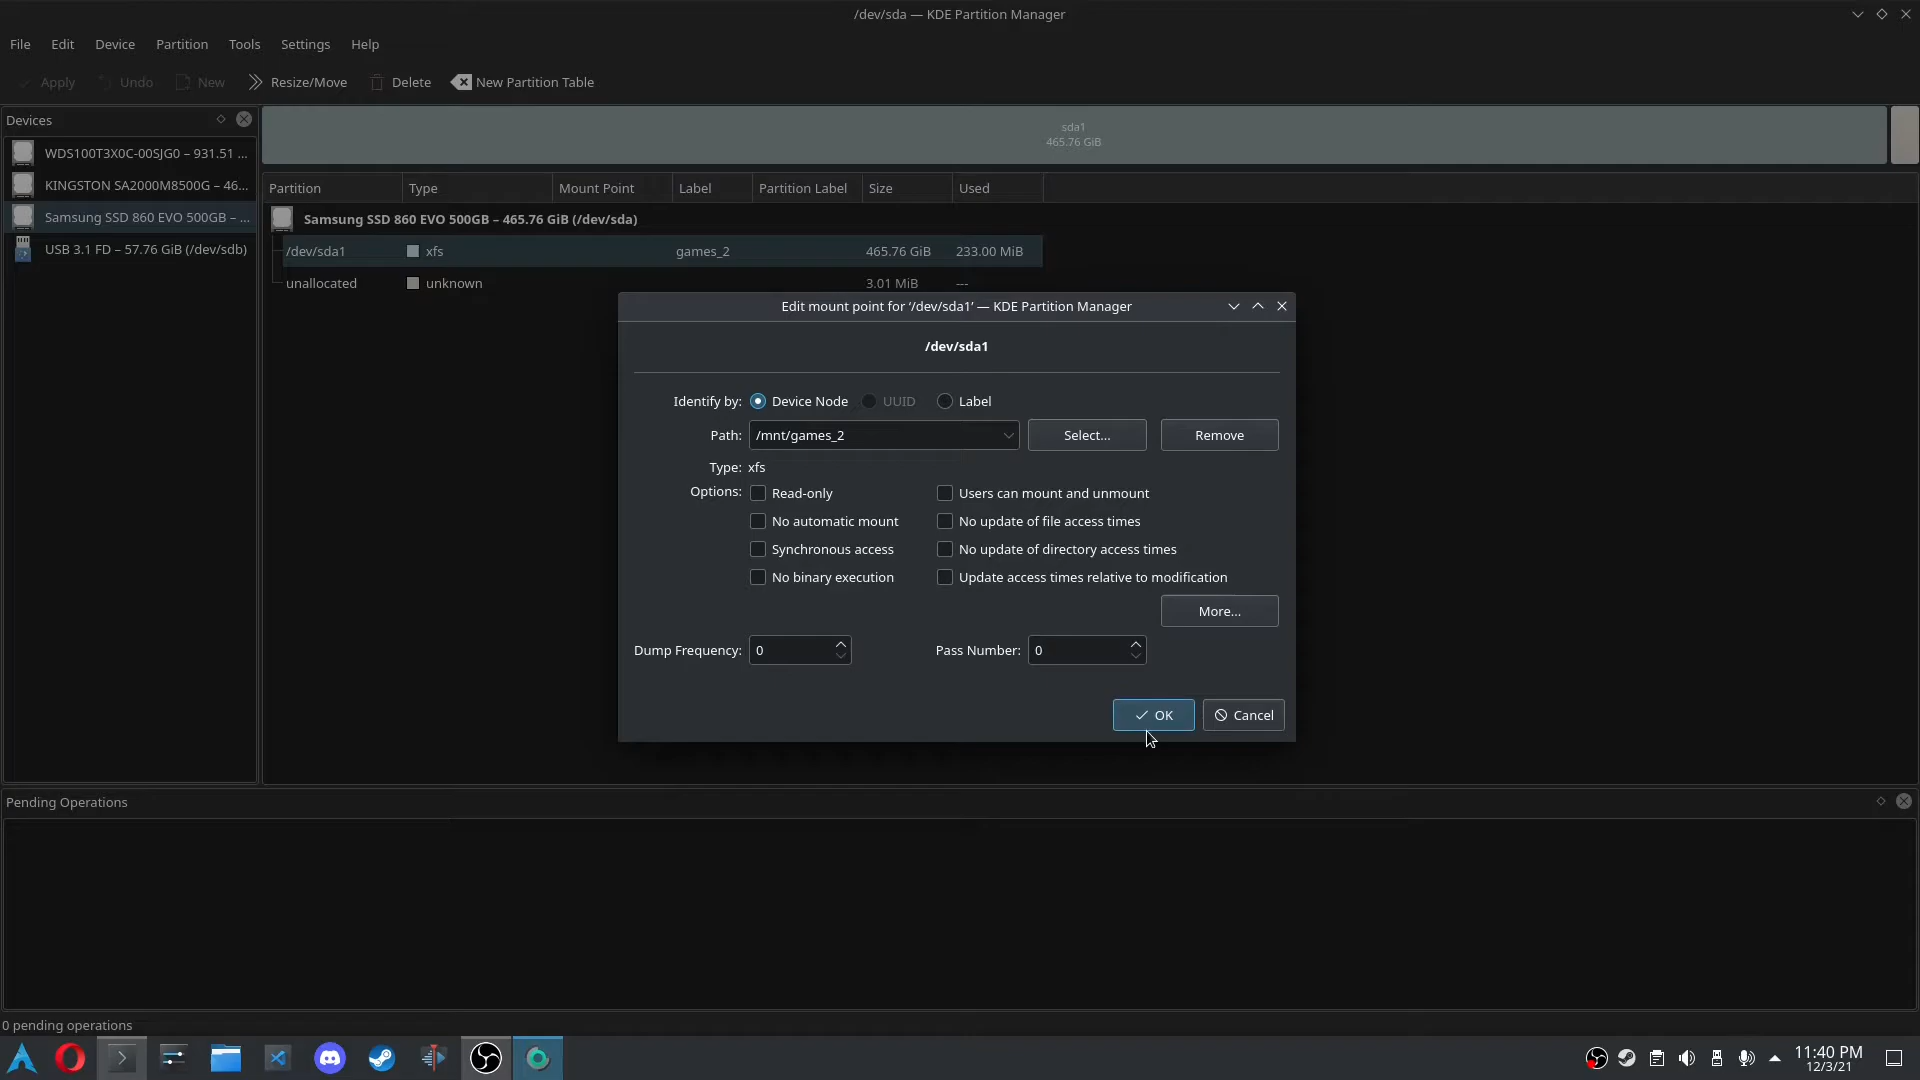 /dev/sda — KDE Partition Manager
File Edit Device Partition Tools Settings Help
Apply Undo New Resize/Move Delete New Partition Table
Devices
WDS100T3X0C-00SJG0 – 931.51 ...
KINGSTON SA2000M8500G – 46...
Samsung SSD 860 EVO 500GB – ...
USB 3.1 FD – 57.76 GiB (/dev/sdb)
sda1
465.76 GiB
Partition Type Mount Point Label Partition Label Size Used
Samsung SSD 860 EVO 500GB – 465.76 GiB (/dev/sda)
/dev/sda1 xfs games_2 465.76 GiB 233.00 MiB
unallocated unknown 3.01 MiB ---
Edit mount point for ‘/dev/sda1’ — KDE Partition Manager
/dev/sda1
Identify by: Device Node UUID Label
Path: /mnt/games_2 Select... Remove
Type: xfs
Options: Read-only Users can mount and unmount
No automatic mount No update of file access times
Synchronous access No update of directory access times
No binary execution Update access times relative to modification
More...
Dump Frequency: 0 Pass Number: 0
OK Cancel
Pending Operations
0 pending operations
11:40 PM
12/3/21